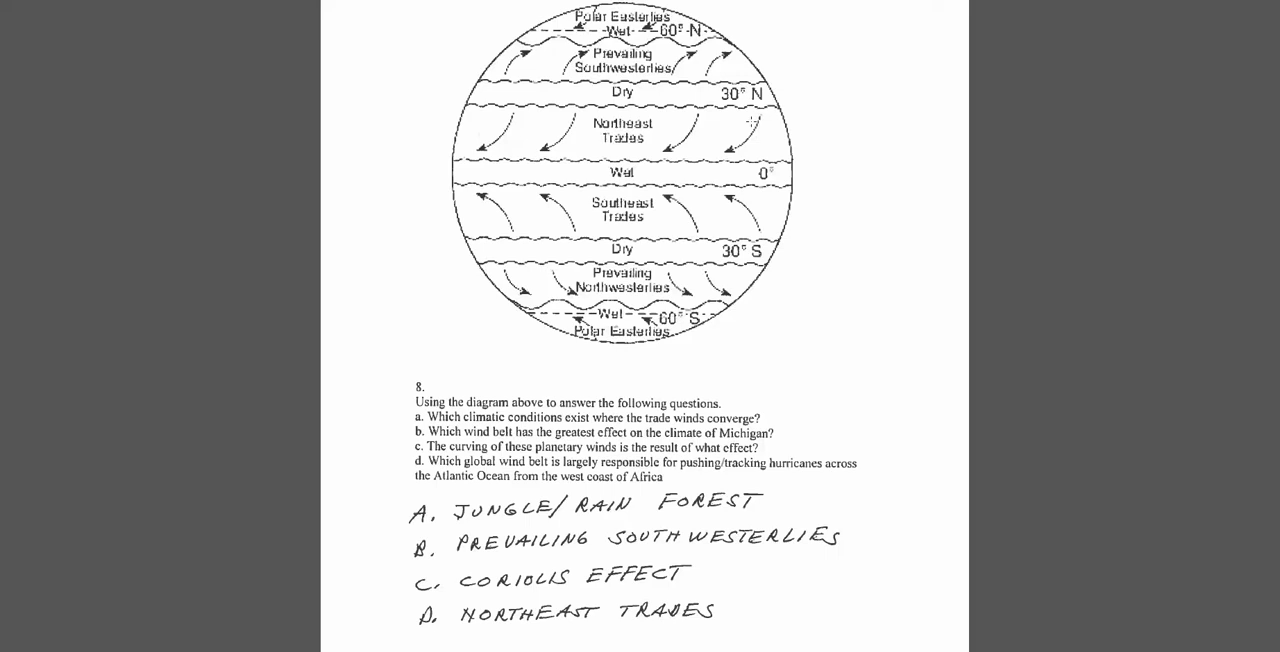 Polar Easterlies
Wet 60° N
Prevailing
Southwesterlies
Dry 30° N
Northeast
Trades
Wet 0°
Southeast
Trades
Dry 30° S
Prevailing
Northwesterlies
Wet 60° S
Polar Easterlies
8.
Using the diagram above to answer the following questions.
a. Which climatic conditions exist where the trade winds converge?
b. Which wind belt has the greatest effect on the climate of Michigan?
c. The curving of these planetary winds is the result of what effect?
d. Which global wind belt is largely responsible for pushing/tracking hurricanes across
the Atlantic Ocean from the west coast of Africa
A. JUNGLE/RAIN FOREST
B. PREVAILING SOUTHWESTERLIES
C. CORIOLIS EFFECT
D. NORTHEAST TRADES